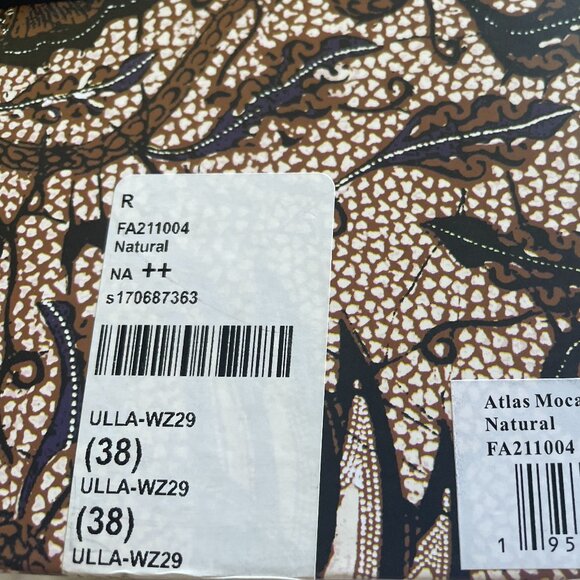 R
FA211004
Natural
NA ++
s170687363
ULLA-WZ29
(38)
ULLA-WZ29
(38)
ULLA-WZ29
Atlas Moca
Natural
FA211004
1 95